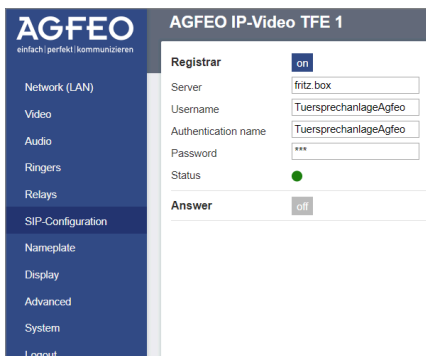 AGFEO
einfach|perfekt|kommunizieren
Network (LAN)
Video
Audio
Ringers
Relays
SIP-Configuration
Nameplate
Display
Advanced
System
Logout
AGFEO IP-Video TFE 1
Registrar on
Server fritz.box
Username TuersprechanlageAgfeo
Authentication name TuersprechanlageAgfeo
Password ***
Status
Answer off